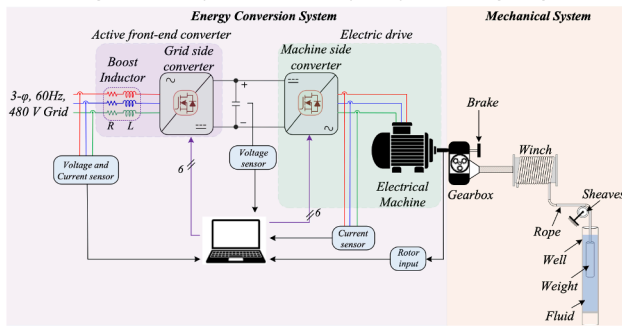 Energy Conversion System
Mechanical System
Active front-end converter
Electric drive
Boost
Inductor
Grid side
converter
Machine side
converter
3-φ, 60Hz,
480 V Grid
R L
+
−
Voltage and
Current sensor
6
Voltage
sensor
6
Current
sensor
Rotor
input
Electrical
Machine
Brake
Gearbox
Winch
Sheaves
Rope
Well
Weight
Fluid